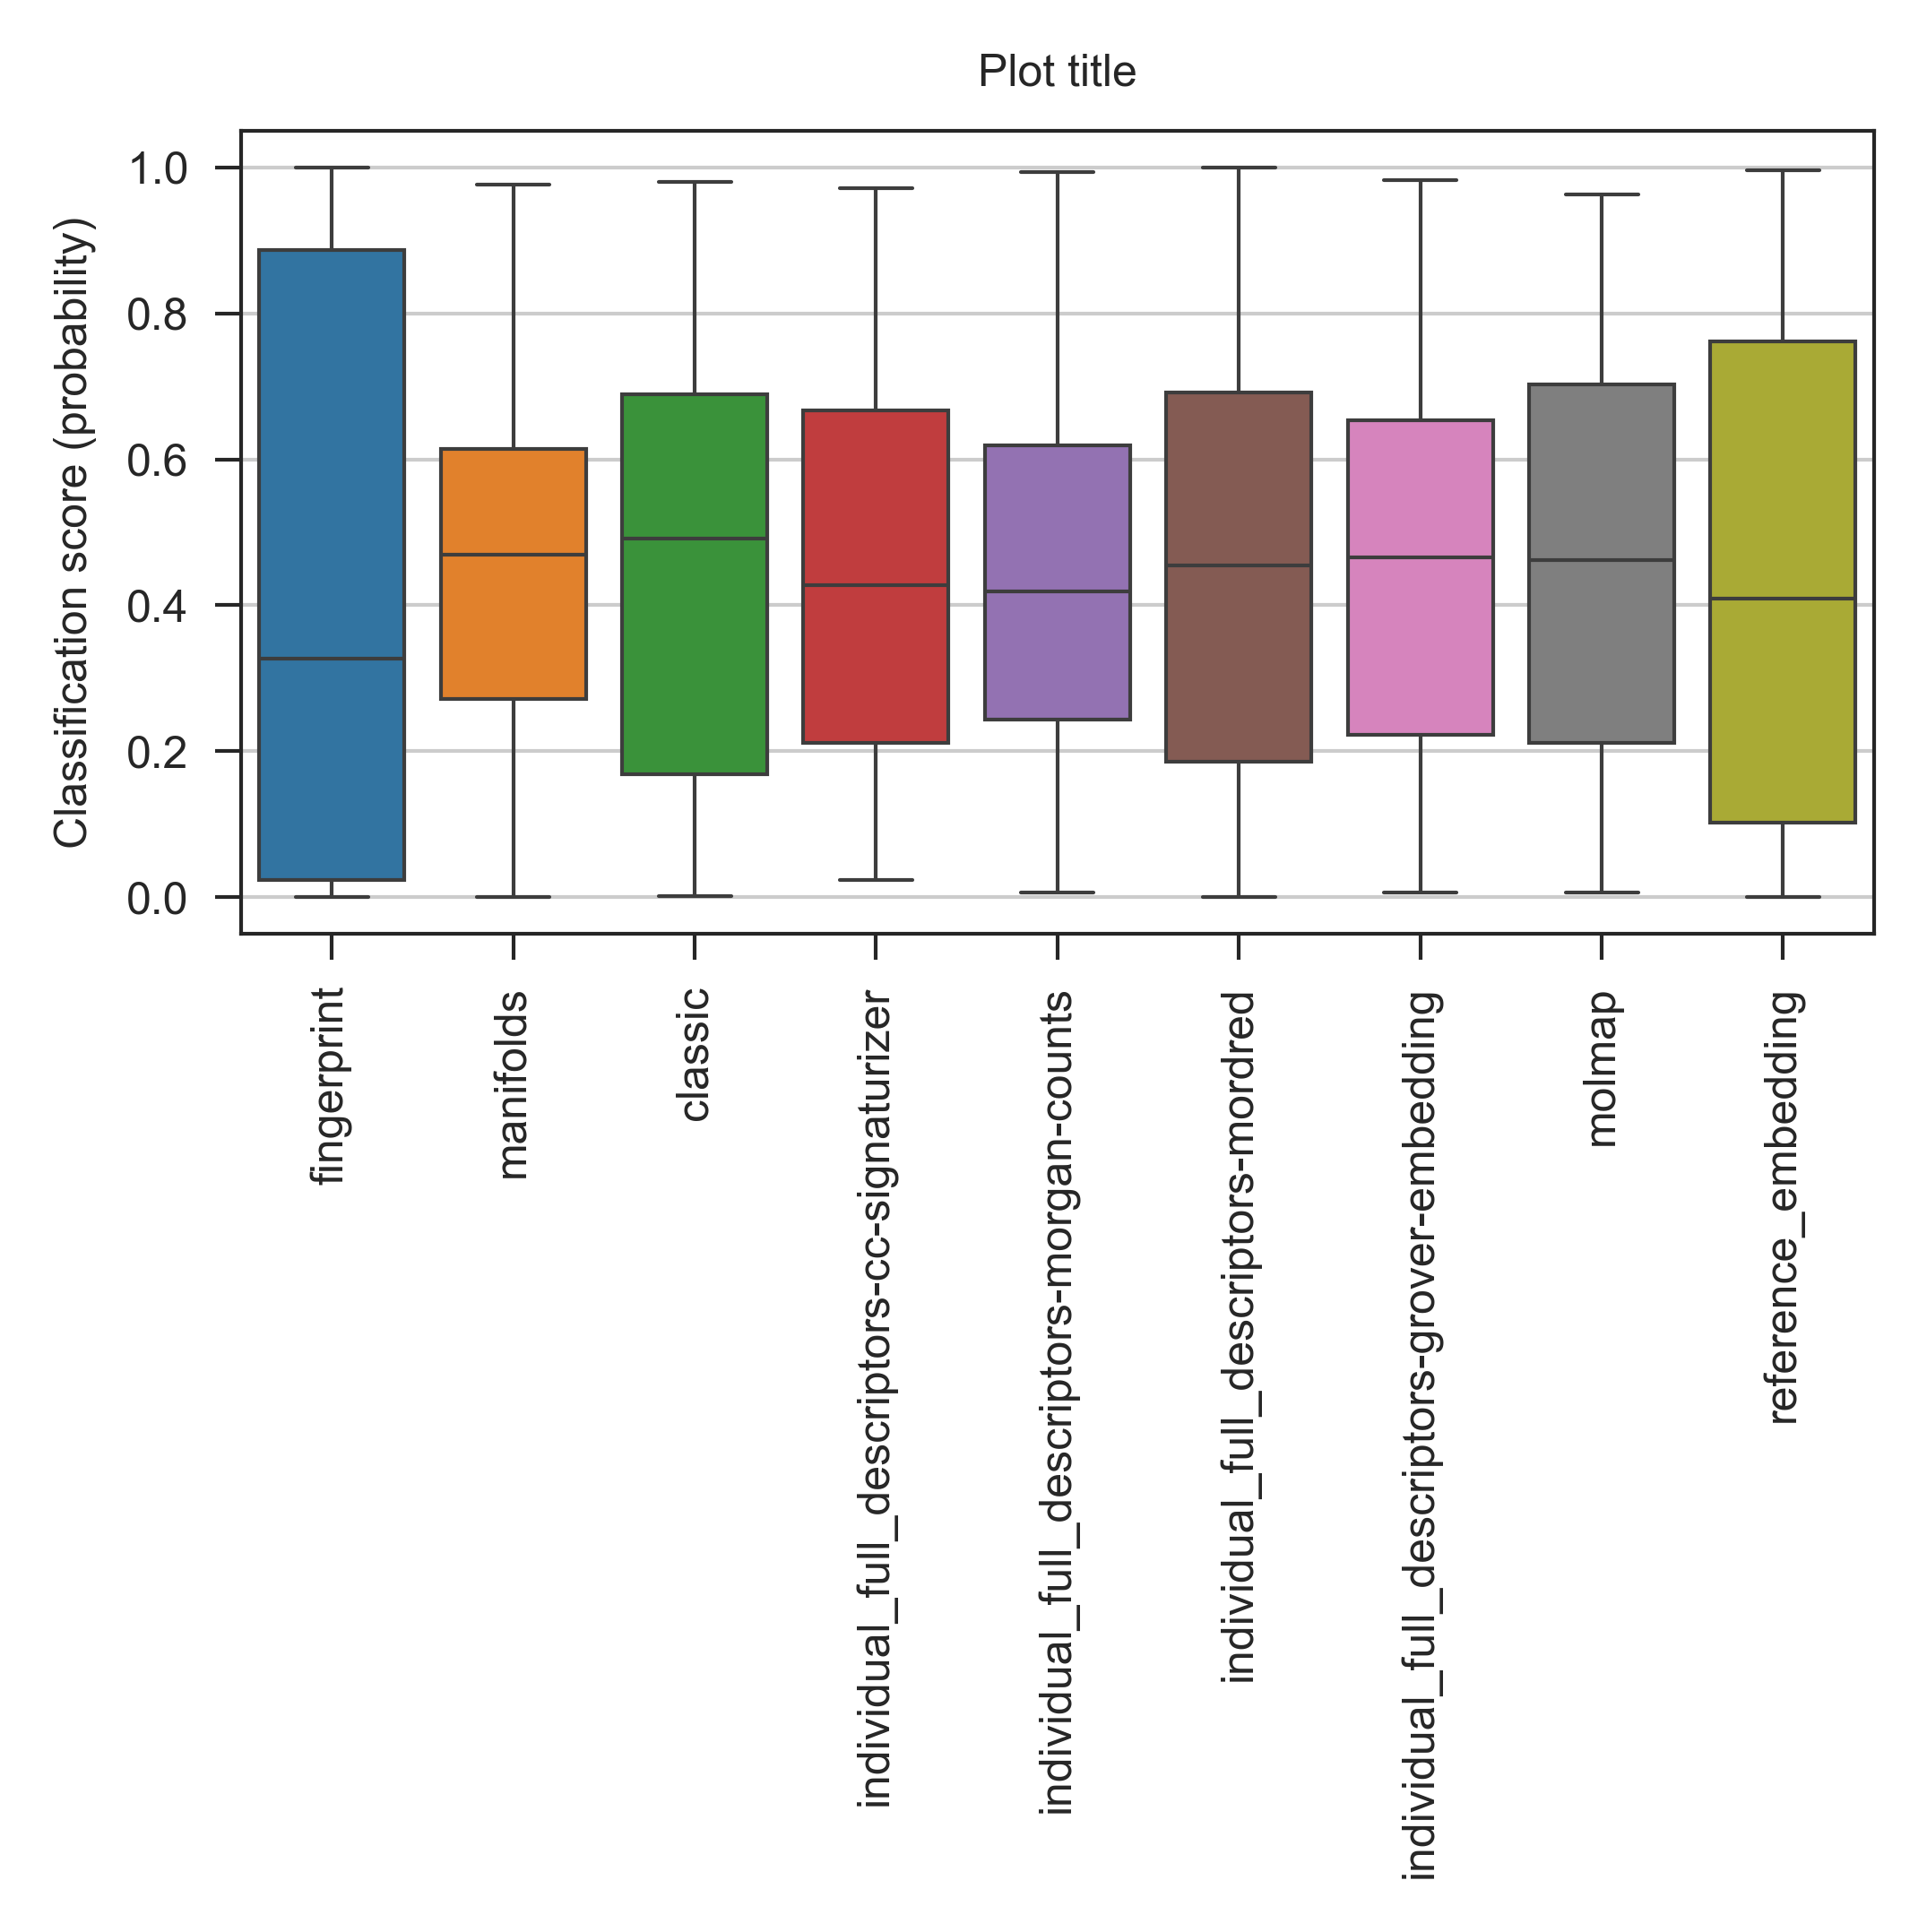 Plot title
Classification score (probability)
1.0
0.8
0.6
0.4
0.2
0.0
fingerprint
manifolds
classic
individual_full_descriptors-cc-signaturizer
individual_full_descriptors-morgan-counts
individual_full_descriptors-mordred
individual_full_descriptors-grover-embedding
molmap
reference_embedding